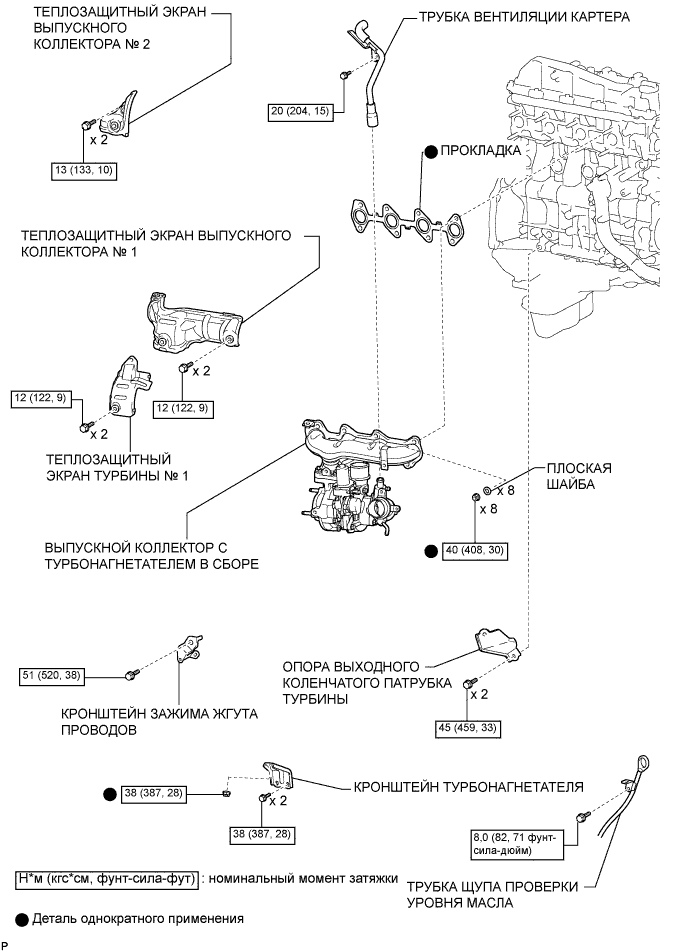 ТЕПЛОЗАЩИТНЫЙ ЭКРАН
ВЫПУСКНОГО
КОЛЛЕКТОРА № 2
x 2
13 (133, 10)
ТРУБКА ВЕНТИЛЯЦИИ КАРТЕРА
20 (204, 15)
ПРОКЛАДКА
ТЕПЛОЗАЩИТНЫЙ ЭКРАН ВЫПУСКНОГО
КОЛЛЕКТОРА № 1
x 2
12 (122, 9)
12 (122, 9)
x 2
ТЕПЛОЗАЩИТНЫЙ
ЭКРАН ТУРБИНЫ № 1
ПЛОСКАЯ
ШАЙБА
x 8
x 8
40 (408, 30)
ВЫПУСКНОЙ КОЛЛЕКТОР С
ТУРБОНАГНЕТАТЕЛЕМ В СБОРЕ
51 (520, 38)
КРОНШТЕЙН ЗАЖИМА ЖГУТА
ПРОВОДОВ
ОПОРА ВЫХОДНОГО
КОЛЕНЧАТОГО ПАТРУБКА
ТУРБИНЫ
x 2
45 (459, 33)
38 (387, 28)
x 2
38 (387, 28)
КРОНШТЕЙН ТУРБОНАГНЕТАТЕЛЯ
8,0 (82, 71 фунт-
сила-дюйм)
ТРУБКА ЩУПА ПРОВЕРКИ
УРОВНЯ МАСЛА
Н*м (кгс*см, фунт-сила-фут) : номинальный момент затяжки
Деталь однократного применения
P